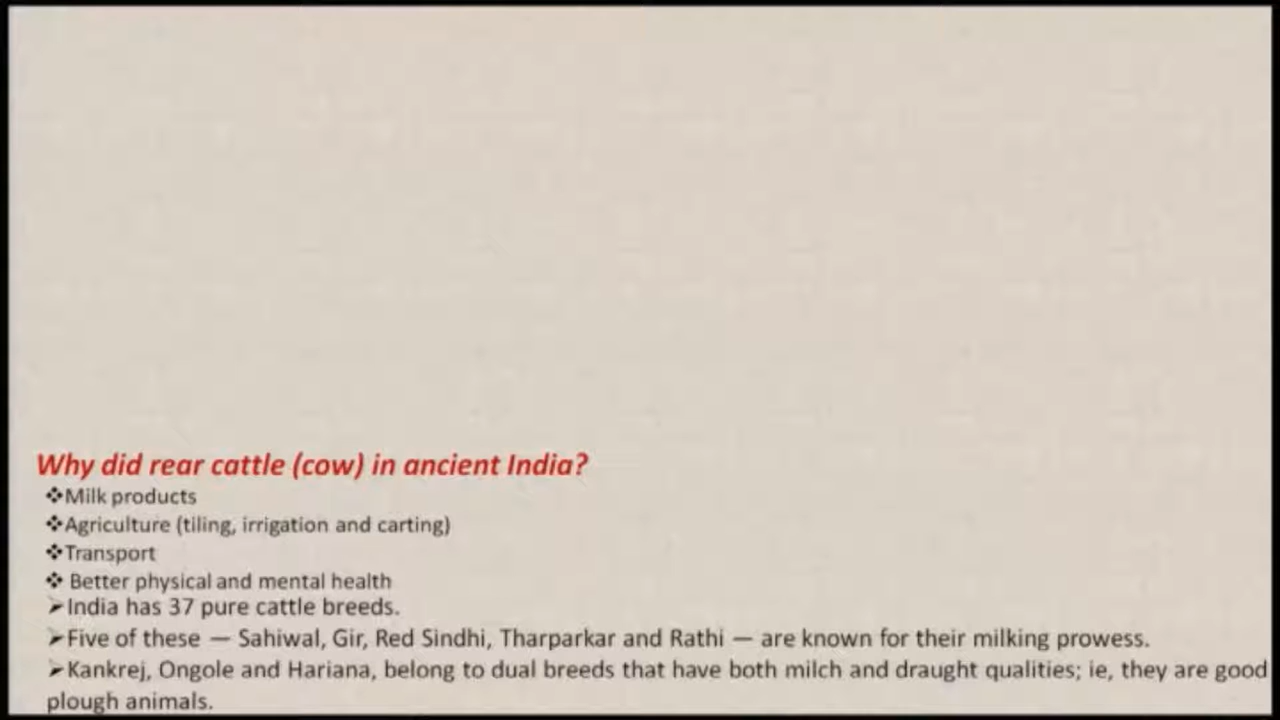 Why did rear cattle (cow) in ancient India?
❖Milk products
❖Agriculture (tiling, irrigation and carting)
❖Transport
❖ Better physical and mental health
➢India has 37 pure cattle breeds.
➢Five of these — Sahiwal, Gir, Red Sindhi, Tharparkar and Rathi — are known for their milking prowess.
➢Kankrej, Ongole and Hariana, belong to dual breeds that have both milch and draught qualities; ie, they are good
plough animals.